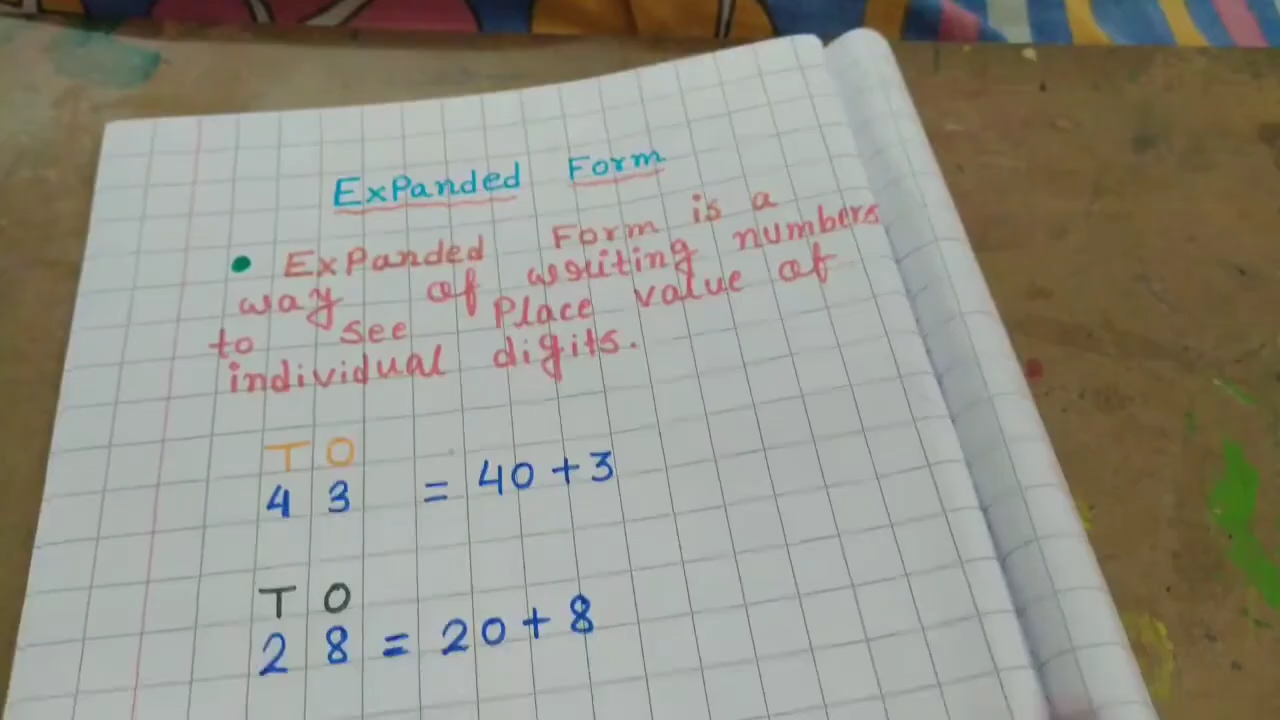 Expanded Form
• Expanded Form is a
way of writing numbers
to see Place value of
individual digits.
T O
4 3 = 40 + 3
T O
2 8 = 20 + 8